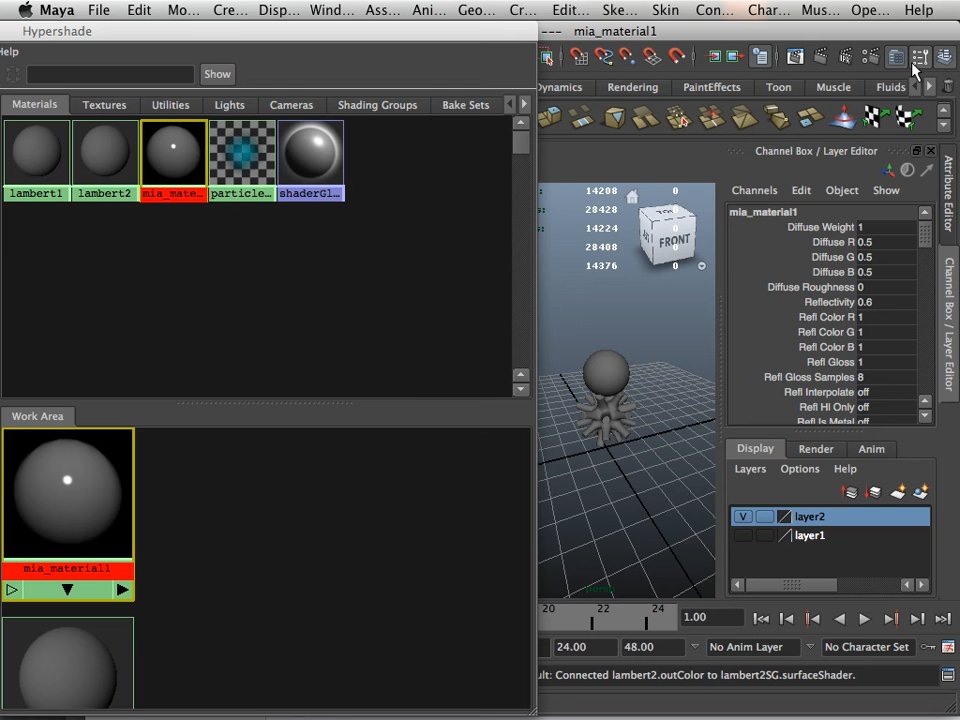 Maya File Edit Mo... Cre... Disp... Wind... Ass... Ani... Geo... Cr... Edit... Ske... Skin Con... Char... Mus... Ope... Help
Hypershade
--- mia_material1
Help
Show
Materials Textures Utilities Lights Cameras Shading Groups Bake Sets
Dynamics Rendering PaintEffects Toon Muscle Fluids
lambert1 lambert2 mia_mate... particle... shaderGl...
Channel Box / Layer Editor
Channels Edit Object Show
Attribute Editor
Channel Box / Layer Editor
14208 0
28428 0
14224 0
28408 0
14376 0
FRONT
mia_material1
Diffuse Weight 1
Diffuse R 0.5
Diffuse G 0.5
Diffuse B 0.5
Diffuse Roughness 0
Reflectivity 0.6
Refl Color R 1
Refl Color G 1
Refl Color B 1
Refl Gloss 1
Refl Gloss Samples 8
Refl Interpolate off
Refl Hl Only off
Refl Is Metal off
Work Area
mia_material1
Display Render Anim
Layers Options Help
V layer2
layer1
persp
20 22 24
1.00
24.00 48.00 No Anim Layer No Character Set
ult: Connected lambert2.outColor to lambert2SG.surfaceShader.